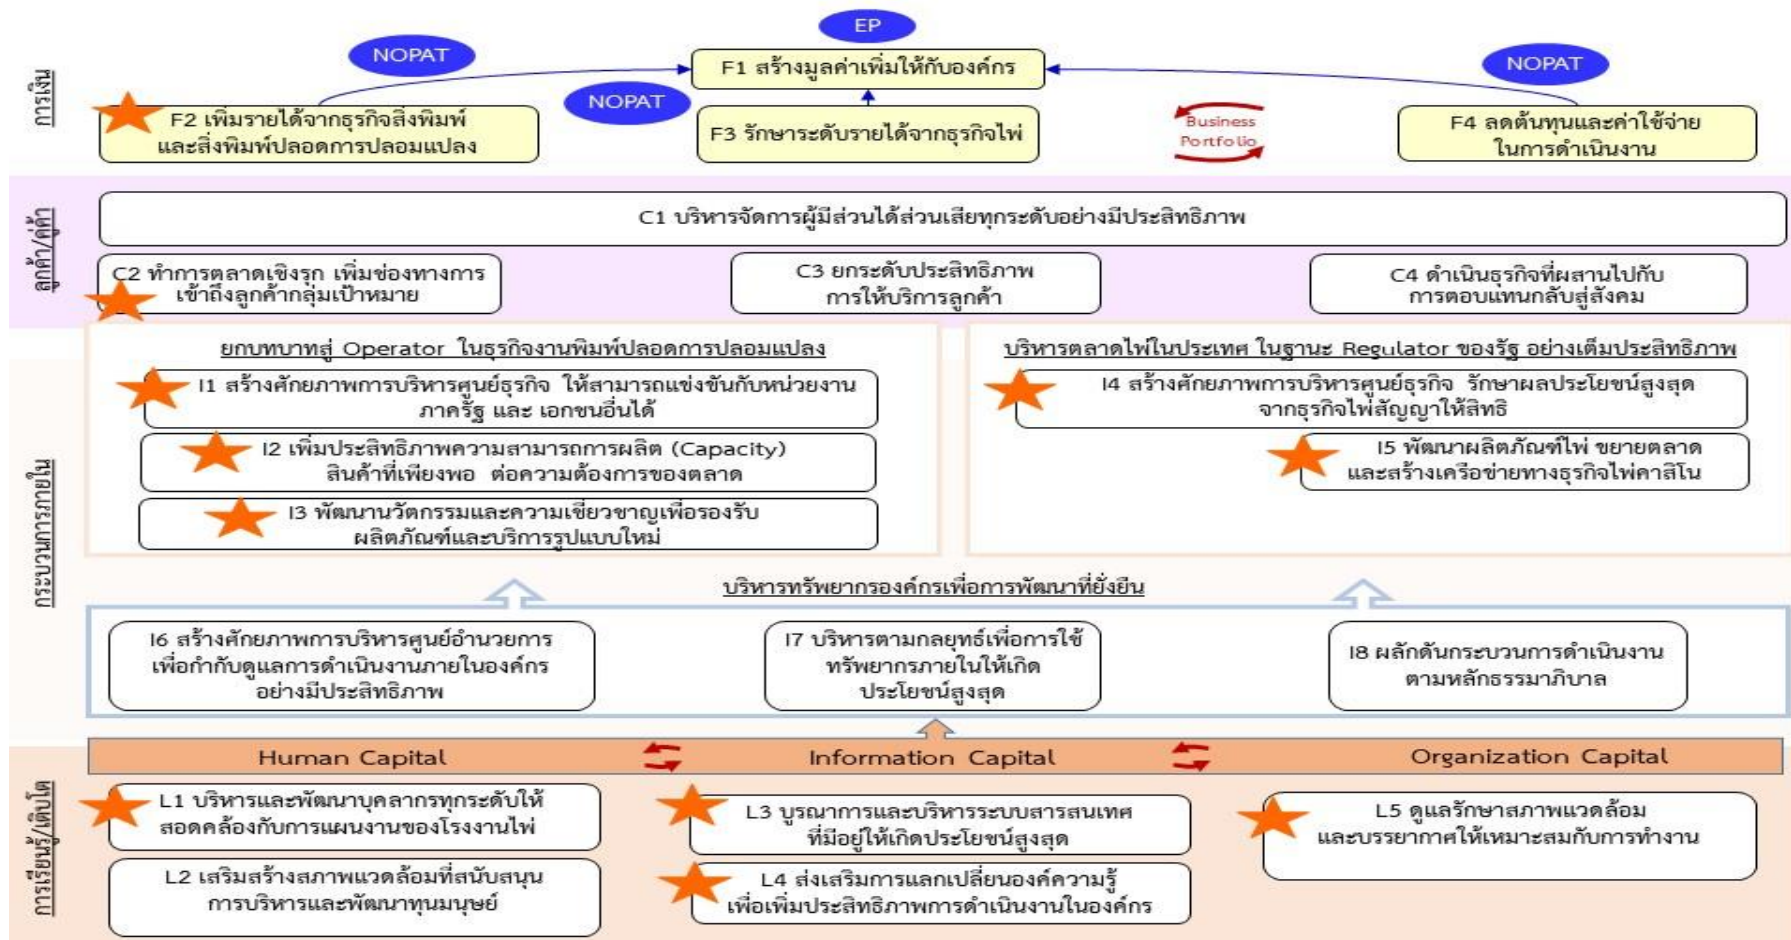 EP
NOPAT
NOPAT
NOPAT
การเงิน
F1 สร้างมูลค่าเพิ่มให้กับองค์กร
F2 เพิ่มรายได้จากธุรกิจสิ่งพิมพ์
และสิ่งพิมพ์ปลอดการปลอมแปลง
F3 รักษาระดับรายได้จากธุรกิจไพ่
Business
Portfolio
F4 ลดต้นทุนและค่าใช้จ่าย
ในการดำเนินงาน
ลูกค้า/คู่ค้า
C1 บริหารจัดการผู้มีส่วนได้ส่วนเสียทุกระดับอย่างมีประสิทธิภาพ
C2 ทำการตลาดเชิงรุก เพิ่มช่องทางการ
เข้าถึงลูกค้ากลุ่มเป้าหมาย
C3 ยกระดับประสิทธิภาพ
การให้บริการลูกค้า
C4 ดำเนินธุรกิจที่ผสานไปกับ
การตอบแทนกลับสู่สังคม
กระบวนการภายใน
ยกบทบาทสู่ Operator ในธุรกิจงานพิมพ์ปลอดการปลอมแปลง
I1 สร้างศักยภาพการบริหารศูนย์ธุรกิจ ให้สามารถแข่งขันกับหน่วยงาน
ภาครัฐ และ เอกชนอื่นได้
I2 เพิ่มประสิทธิภาพความสามารถการผลิต (Capacity)
สินค้าที่เพียงพอ ต่อความต้องการของตลาด
I3 พัฒนานวัตกรรมและความเชี่ยวชาญเพื่อรองรับ
ผลิตภัณฑ์และบริการรูปแบบใหม่
บริหารตลาดไพ่ในประเทศ ในฐานะ Regulator ของรัฐ อย่างเต็มประสิทธิภาพ
I4 สร้างศักยภาพการบริหารศูนย์ธุรกิจ รักษาผลประโยชน์สูงสุด
จากธุรกิจไพ่สัญญาให้สิทธิ
I5 พัฒนาผลิตภัณฑ์ไพ่ ขยายตลาด
และสร้างเครือข่ายทางธุรกิจไพ่คาสิโน
บริหารทรัพยากรองค์กรเพื่อการพัฒนาที่ยั่งยืน
I6 สร้างศักยภาพการบริหารศูนย์อำนวยการ
เพื่อกำกับดูแลการดำเนินงานภายในองค์กร
อย่างมีประสิทธิภาพ
I7 บริหารตามกลยุทธ์เพื่อการใช้
ทรัพยากรภายในให้เกิด
ประโยชน์สูงสุด
I8 ผลักดันกระบวนการดำเนินงาน
ตามหลักธรรมาภิบาล
การเรียนรู้/เติบโต
Human Capital
Information Capital
Organization Capital
L1 บริหารและพัฒนาบุคลากรทุกระดับให้
สอดคล้องกับการแผนงานของโรงงานไพ่
L2 เสริมสร้างสภาพแวดล้อมที่สนับสนุน
การบริหารและพัฒนาทุนมนุษย์
L3 บูรณาการและบริหารระบบสารสนเทศ
ที่มีอยู่ให้เกิดประโยชน์สูงสุด
L4 ส่งเสริมการแลกเปลี่ยนองค์ความรู้
เพื่อเพิ่มประสิทธิภาพการดำเนินงานในองค์กร
L5 ดูแลรักษาสภาพแวดล้อม
และบรรยากาศให้เหมาะสมกับการทำงาน